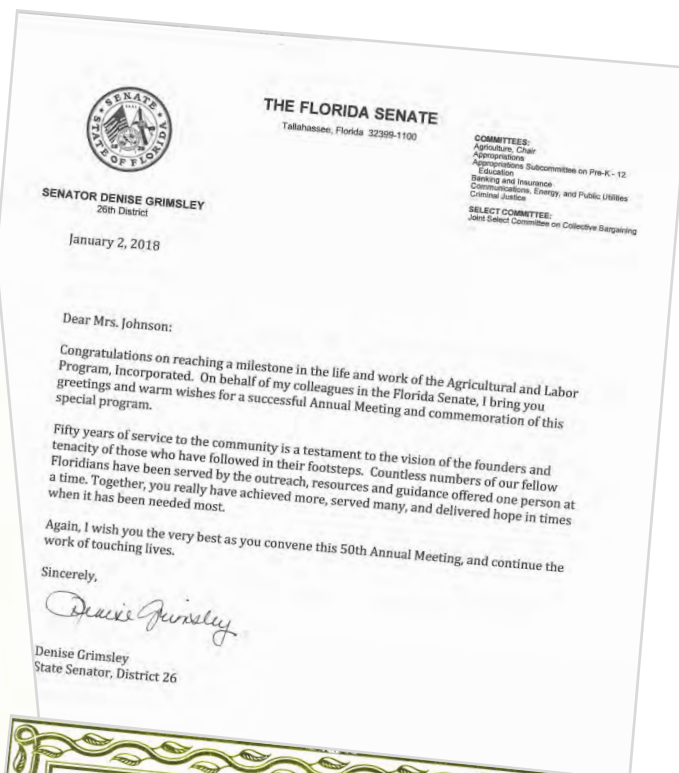 SENATE
STATE OF FLORIDA
THE FLORIDA SENATE
Tallahassee, Florida 32399-1100
COMMITTEES:
Agriculture, Chair
Appropriations
Appropriations Subcommittee on Pre-K - 12
Education
Banking and Insurance
Communications, Energy, and Public Utilities
Criminal Justice
SELECT COMMITTEE:
Joint Select Committee on Collective Bargaining
SENATOR DENISE GRIMSLEY
26th District
January 2, 2018
Dear Mrs. Johnson:
Congratulations on reaching a milestone in the life and work of the Agricultural and Labor
Program, Incorporated. On behalf of my colleagues in the Florida Senate, I bring you
greetings and warm wishes for a successful Annual Meeting and commemoration of this
special program.
Fifty years of service to the community is a testament to the vision of the founders and
tenacity of those who have followed in their footsteps. Countless numbers of our fellow
Floridians have been served by the outreach, resources and guidance offered one person at
a time. Together, you really have achieved more, served many, and delivered hope in times
when it has been needed most.
Again, I wish you the very best as you convene this 50th Annual Meeting, and continue the
work of touching lives.
Sincerely,
Denise Grimsley
Denise Grimsley
State Senator, District 26